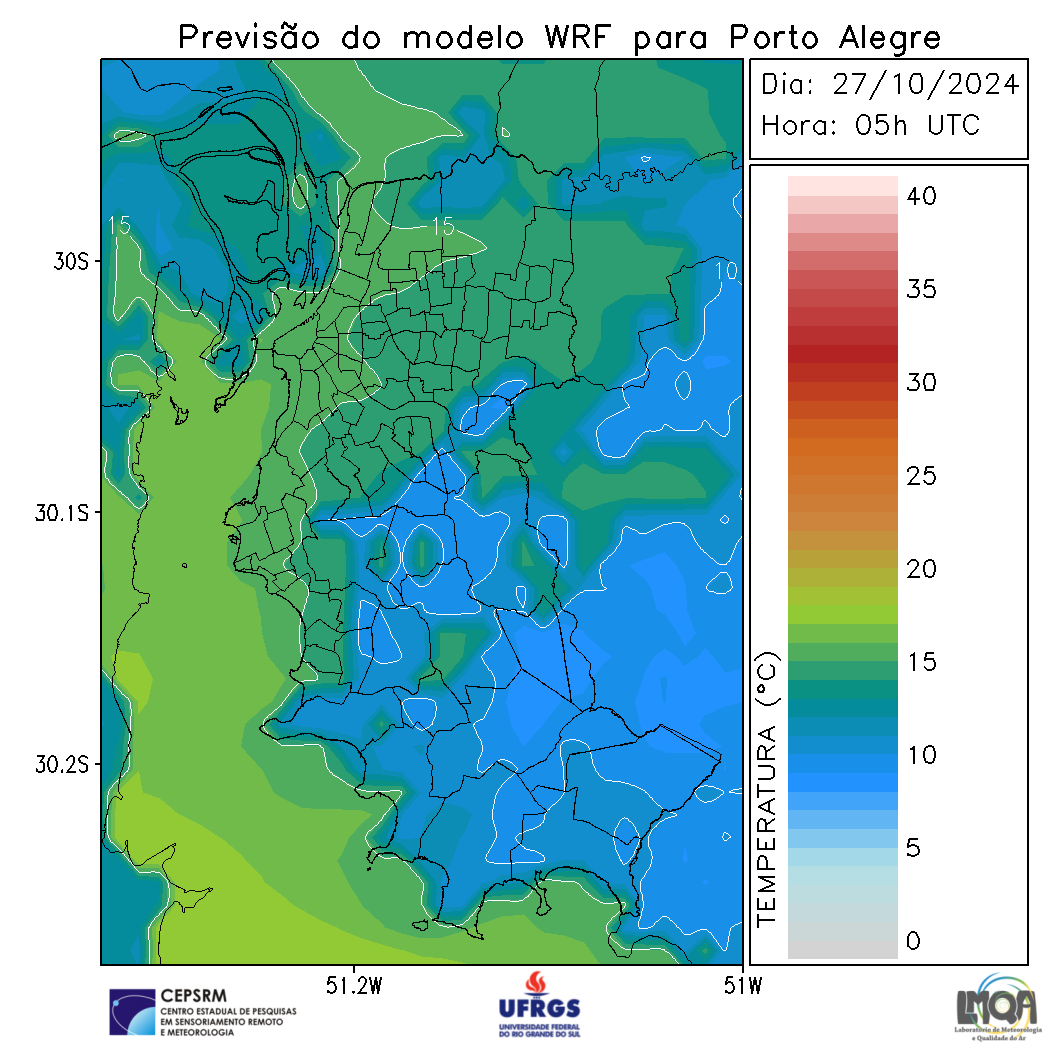 Previsão do modelo WRF para Porto Alegre
Dia: 27/10/2024
Hora: 05h UTC
15
15
10
30S
30.1S
30.2S
51.2W
51W
40
35
30
25
20
15
10
5
0
TEMPERATURA (°C)
CEPSRM
CENTRO ESTADUAL DE PESQUISAS
EM SENSORIAMENTO REMOTO
E METEOROLOGIA
UFRGS
UNIVERSIDADE FEDERAL
DO RIO GRANDE DO SUL
LMQA
Laboratório de Meteorologia
e Qualidade do Ar